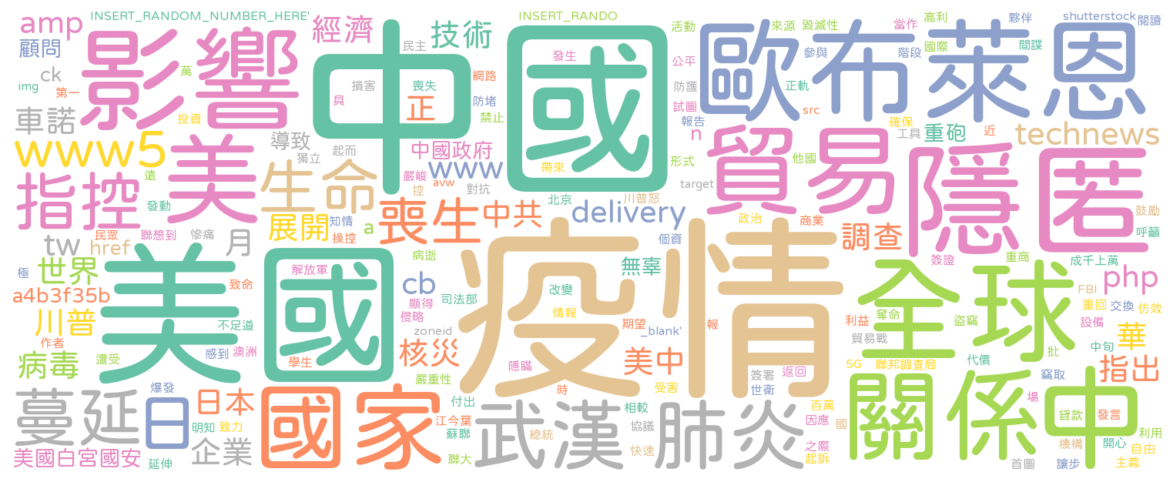 INSERT_RANDOM_NUMBER_HERE'
INSERT_RANDO
amp
影響
經濟
民主
技術
中國
發生
活動
來源
毀滅性
當作
高利
夥伴
shutterstock
閱讀
顧問
公平
參與
階段
國際
間諜
歐布萊恩
ck
img
第一
萬
損害
喪失
網路
具
正
防堵
禁止
防護
試圖
正軌
src
報告
確保
工具
重砲
近
technews
車諾
投資
導致
獨立
起而
中國政府
n
www5
美
生命
嚴峻
控
avw
www
對抗
帶來
形式
他國
貿易
隱匿
指控
遠
發動
target
北京
川普怒
鼓勵
呼籲
民眾
聯想到
慘痛
展開
知情
操控
喪生
中共
a
delivery
政治
商業
個資
調查
簽證
重商
成千上萬
tw
href
月
病逝
極
世界
美國
解放軍
致命
cb
顯得
侵略
司法部
疫情
改變
情報
無辜
全球
php
FBI
重回
交換
仿效
a4b3f35b
不足道
川普
作者
zoneid
期望
_blank'
報
利益
奪命
盜竊
設備
貿易戰
華
感到
澳洲
核災
隱瞞
美中
5G
聯邦調查局
代價
中旬
批
指出
病毒
遭受
學生
嚴重性
時
受害
簽署
世衛
返回
竊取
爆發
付出
百萬
場
蔓延
日
日本
國家
江今葉
蘇聯
武漢
肺炎
相較
協議
因應
國
關係
中
貸款
發言
利用
明知
致力
企業
總統
快速
之際
起訴
機構
開心
自由
美國白宮國安
延伸
聯大
首圖
讓步
主義